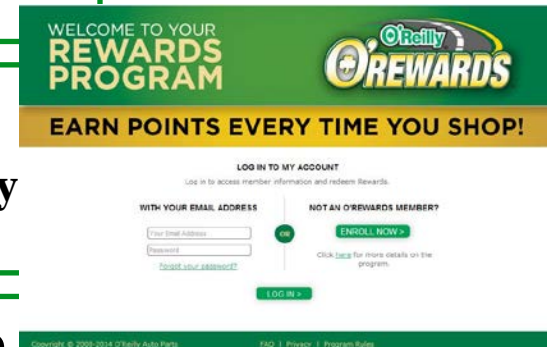 WELCOME TO YOUR
REWARDS
PROGRAM
O'Reilly
O'REWARDS
EARN POINTS EVERY TIME YOU SHOP!
LOG IN TO MY ACCOUNT
Log in to access member information and redeem Rewards.
WITH YOUR EMAIL ADDRESS
Your Email Address
Password
Forgot your password?
OR
NOT AN O'REWARDS MEMBER?
ENROLL NOW >
Click here for more details on the
program.
LOG IN >
y
Copyright © 2009-2014 O'Reilly Auto Parts
FAQ | Privacy | Program Rules